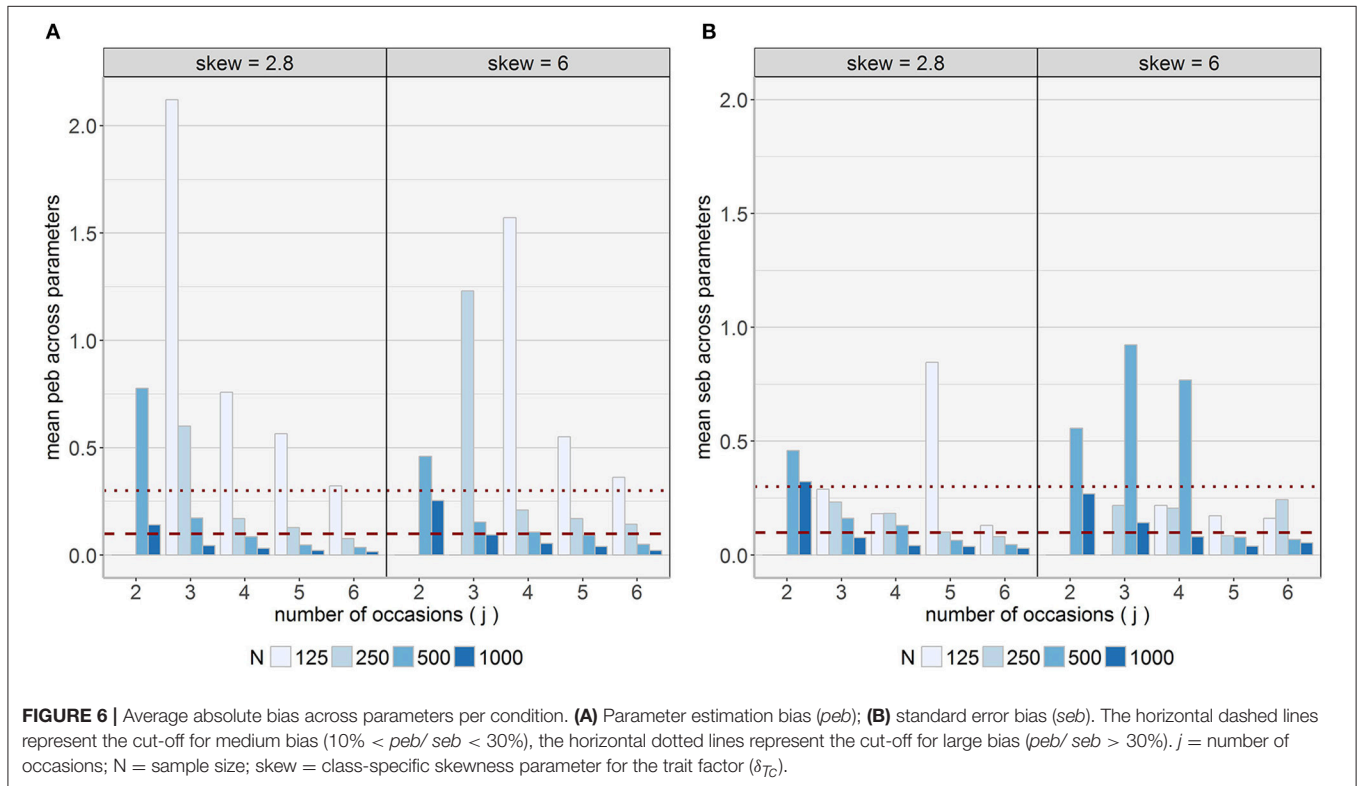 A
skew = 2.8
skew = 6
2.0
1.5
1.0
0.5
0.0
mean peb across parameters
2 3 4 5 6 2 3 4 5 6
number of occasions ( j )
N 125 250 500 1000
B
skew = 2.8
skew = 6
2.0
1.5
1.0
0.5
0.0
mean seb across parameters
2 3 4 5 6 2 3 4 5 6
number of occasions ( j )
N 125 250 500 1000
FIGURE 6 | Average absolute bias across parameters per condition. (A) Parameter estimation bias (peb); (B) standard error bias (seb). The horizontal dashed lines
represent the cut-off for medium bias (10% < peb/ seb < 30%), the horizontal dotted lines represent the cut-off for large bias (peb/ seb > 30%). j = number of
occasions; N = sample size; skew = class-specific skewness parameter for the trait factor (δTc).